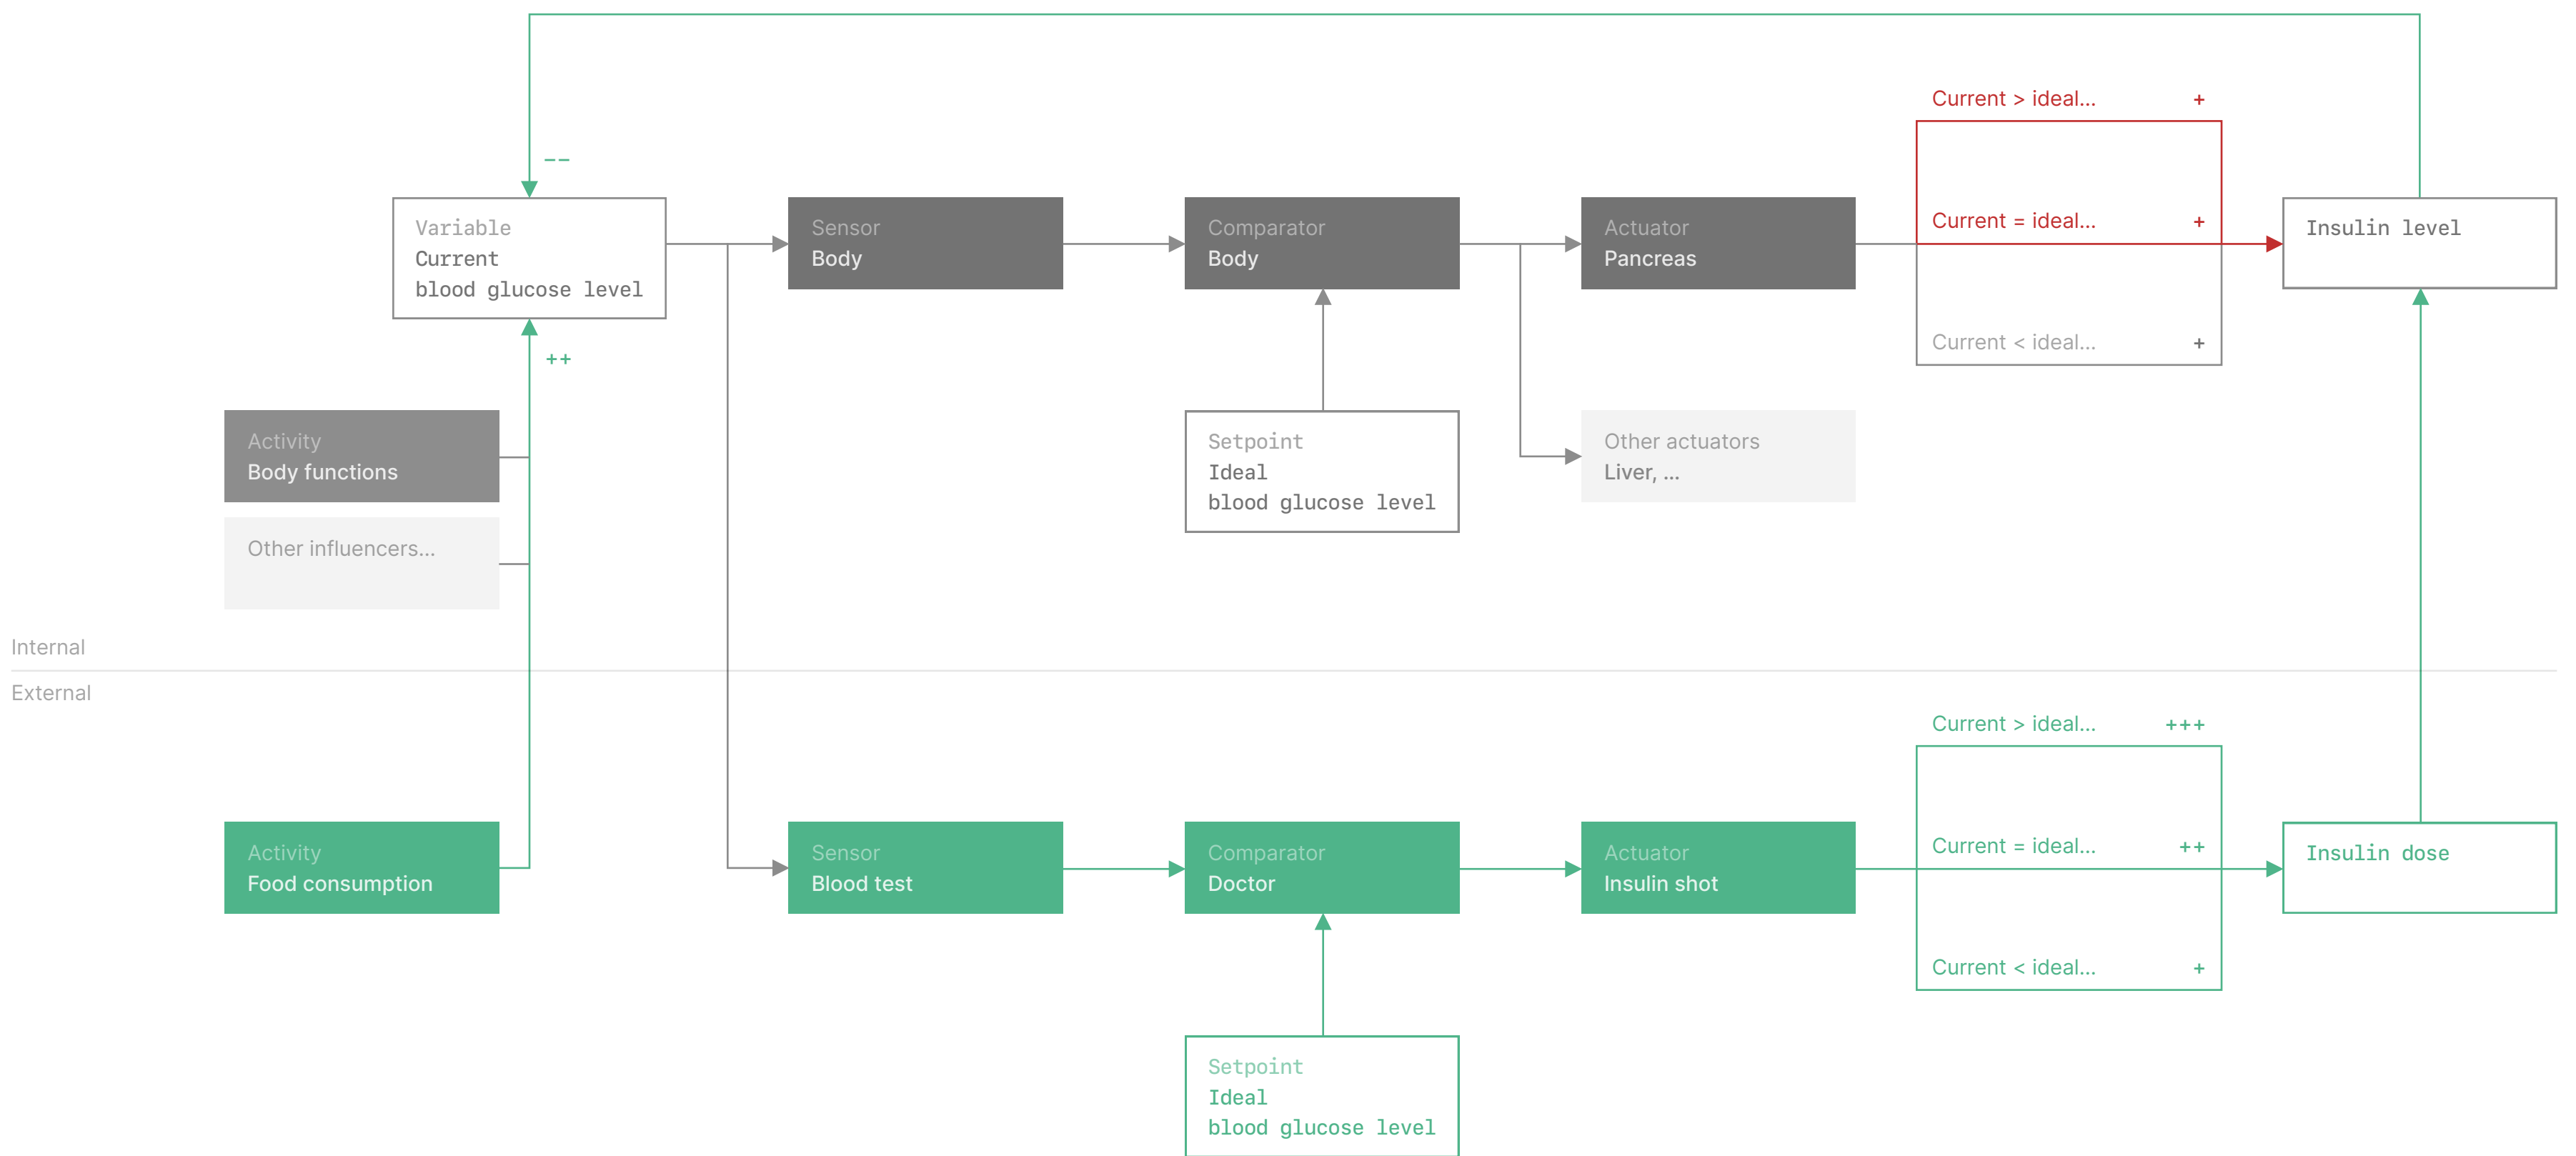 Current > ideal... +
--
Variable
Current
blood glucose level
Sensor
Body
Comparator
Body
Actuator
Pancreas
Current = ideal... +
Insulin level
Current < ideal... +
++
Activity
Body functions
Setpoint
Ideal
blood glucose level
Other actuators
Liver, ...
Other influencers...
Internal
External
Current > ideal... +++
Activity
Food consumption
Sensor
Blood test
Comparator
Doctor
Actuator
Insulin shot
Current = ideal... ++
Insulin dose
Current < ideal... +
Setpoint
Ideal
blood glucose level